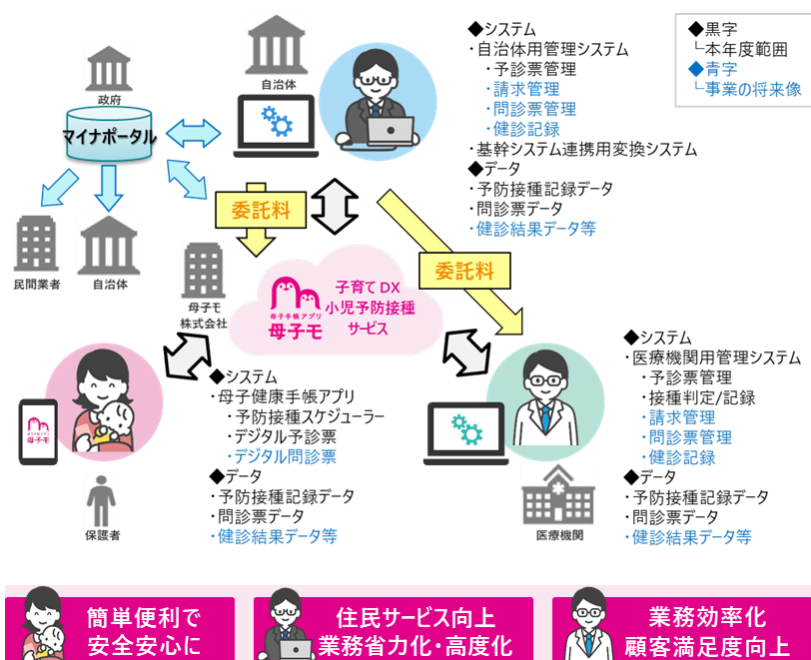 ◆システム
・自治体用管理システム
・予診票管理
・請求管理
・問診票管理
・健診記録
・基幹システム連携用変換システム
◆データ
・予防接種記録データ
・問診票データ
・健診結果データ等
◆黒字
└本年度範囲
◆青字
└事業の将来像
自治体
政府
マイナポータル
民間業者
自治体
委託料
委託料
母子モ
株式会社
母子手帳アプリ
母子モ
子育てDX
小児予防接種
サービス
◆システム
・母子健康手帳アプリ
・予防接種スケジューラー
・デジタル予診票
・デジタル問診票
◆データ
・予防接種記録データ
・問診票データ
・健診結果データ等
母子モ
保護者
◆システム
・医療機関用管理システム
・予診票管理
・接種判定/記録
・請求管理
・問診票管理
・健診記録
◆データ
・予防接種記録データ
・問診票データ
・健診結果データ等
医療機関
簡単便利で
安全安心に
住民サービス向上
業務省力化・高度化
業務効率化
顧客満足度向上